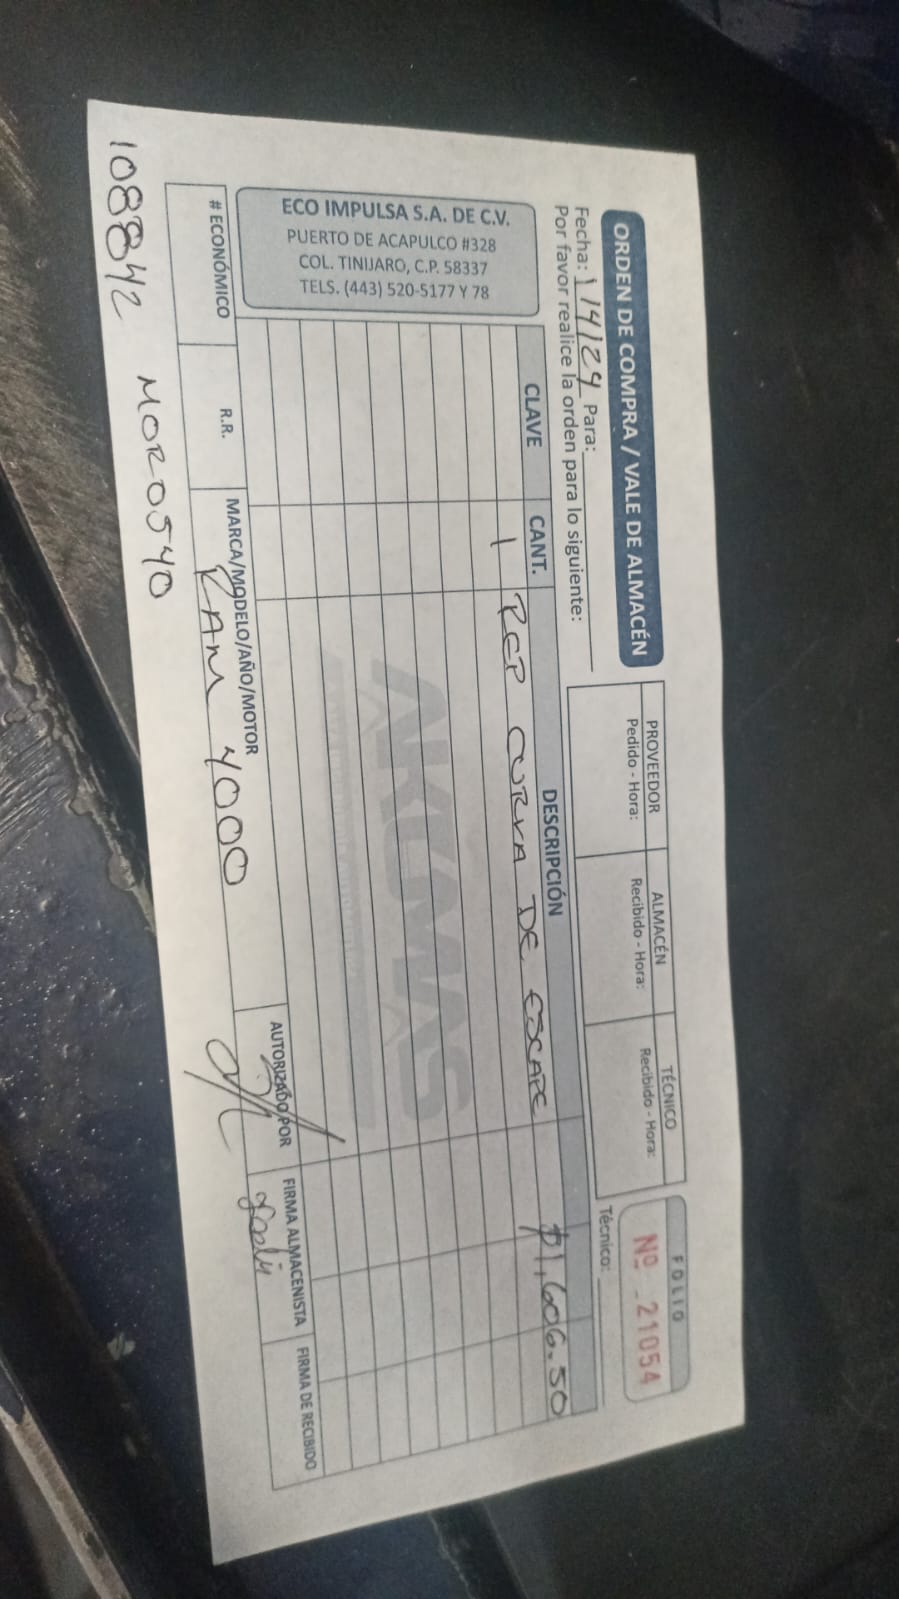 ORDEN DE COMPRA / VALE DE ALMACÉN
Fecha: 1/4/24 Para:
Por favor realice la orden para lo siguiente:
PROVEEDOR
Pedido - Hora:
ALMACÉN
Recibido - Hora:
TÉCNICO
Recibido - Hora:
FOLIO
Nº 21054
Técnico:
ECO IMPULSA S.A. DE C.V.
PUERTO DE ACAPULCO #328
COL. TINIJARO, C.P. 58337
TELS. (443) 520-5177 Y 78
CLAVE CANT. DESCRIPCIÓN
1 REP CURVA DE ESCAPE $1,606.50
AKUMAS
# ECONÓMICO R.R. MARCA/MODELO/AÑO/MOTOR AUTORIZADO POR FIRMA ALMACENISTA FIRMA DE RECIBIDO
RAM 4000
108842 MOR0540